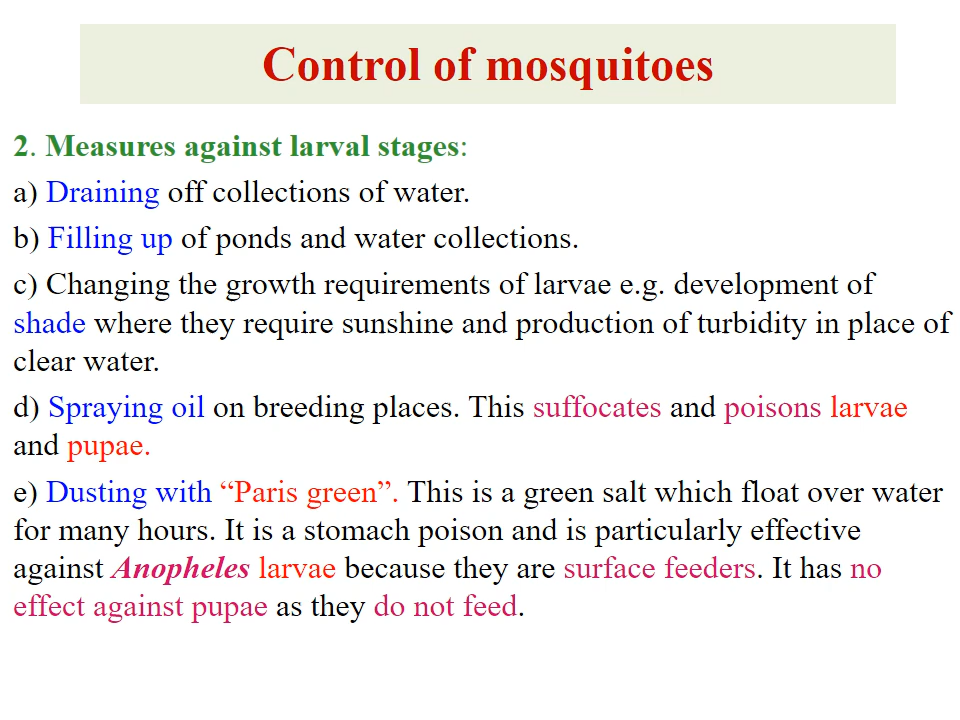 Control of mosquitoes
2. Measures against larval stages:
a) Draining off collections of water.
b) Filling up of ponds and water collections.
c) Changing the growth requirements of larvae e.g. development of
shade where they require sunshine and production of turbidity in place of
clear water.
d) Spraying oil on breeding places. This suffocates and poisons larvae
and pupae.
e) Dusting with “Paris green”. This is a green salt which float over water
for many hours. It is a stomach poison and is particularly effective
against Anopheles larvae because they are surface feeders. It has no
effect against pupae as they do not feed.